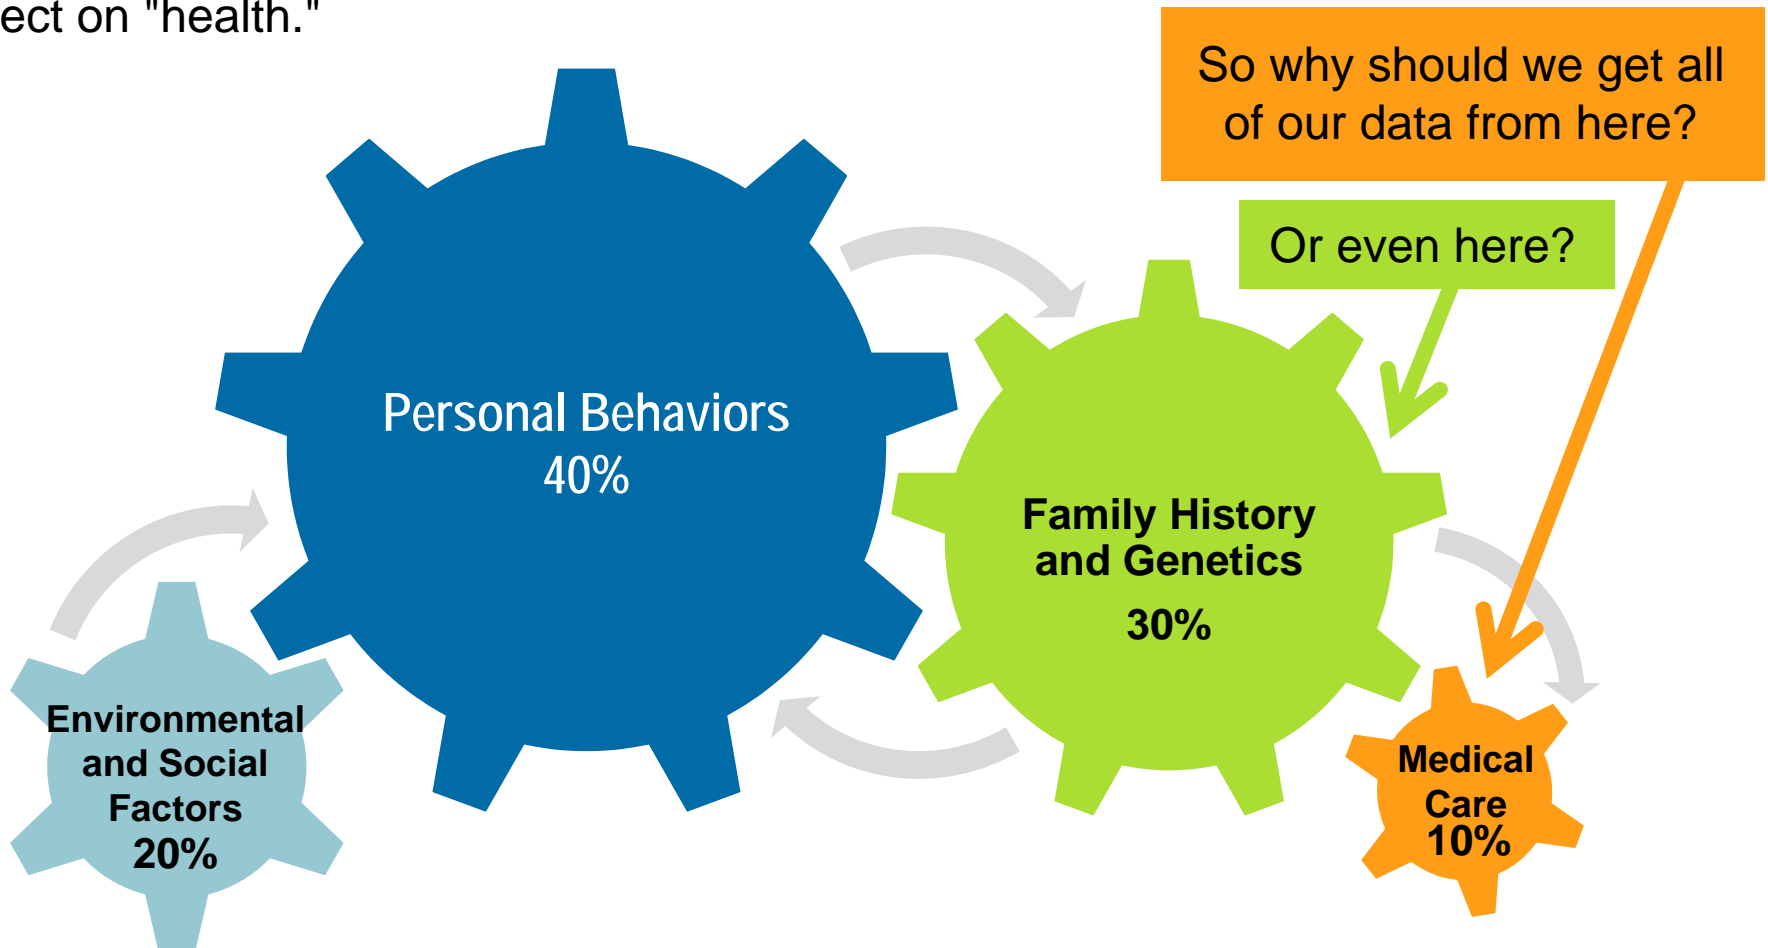 ect on "health."
So why should we get all
of our data from here?
Or even here?
Personal Behaviors
40%
Family History
and Genetics
30%
Environmental
and Social
Factors
20%
Medical
Care
10%